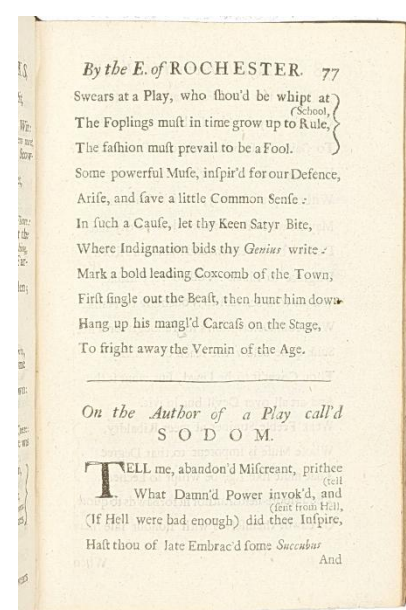 By the E. of ROCHESTER. 77
Swears at a Play, who ſhou'd be whipt at
(School,
The Foplings muſt in time grow up to Rule,
The faſhion muſt prevail to be a Fool.
Some powerful Muſe, inſpir'd for our Defence,
Ariſe, and ſave a little Common Senſe :
In ſuch a Cauſe, let thy Keen Satyr Bite,
Where Indignation bids thy Genius write :
Mark a bold leading Coxcomb of the Town,
Firſt ſingle out the Beaſt, then hunt him down
Hang up his mangl'd Carcaſs on the Stage,
To fright away the Vermin of the Age.
On the Author of a Play call'd
SODOM.
TELL me, abandon'd Miſcreant, prithee
(tell
What Damn'd Power invok'd, and
(ſent from Hell,
(If Hell were bad enough) did thee Inſpire,
Haſt thou of late Embrac'd ſome Succubus
And